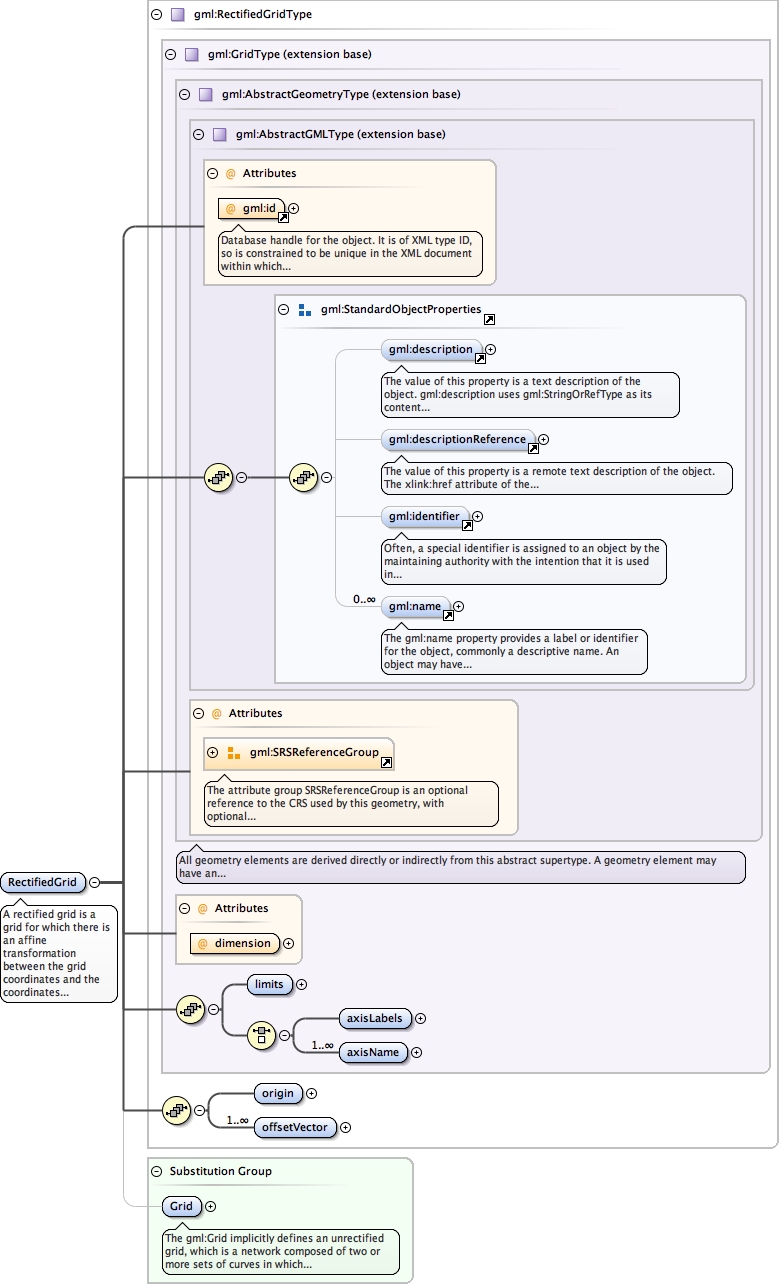 gml:RectifiedGridType
gml:GridType (extension base)
gml:AbstractGeometryType (extension base)
gml:AbstractGMLType (extension base)
@ Attributes
@ gml:id
Database handle for the object. It is of XML type ID,
so is constrained to be unique in the XML document
within which...
gml:StandardObjectProperties
gml:description
The value of this property is a text description of the
object. gml:description uses gml:StringOrRefType as its
content...
gml:descriptionReference
The value of this property is a remote text description of the object.
The xlink:href attribute of the...
gml:identifier
Often, a special identifier is assigned to an object by the
maintaining authority with the intention that it is used
in...
0..∞
gml:name
The gml:name property provides a label or identifier
for the object, commonly a descriptive name. An
object may have...
@ Attributes
gml:SRSReferenceGroup
The attribute group SRSReferenceGroup is an optional
reference to the CRS used by this geometry, with
optional...
All geometry elements are derived directly or indirectly from this abstract supertype. A geometry element may
have an...
RectifiedGrid
A rectified grid is a
grid for which there is
an affine
transformation
between the grid
coordinates and the
coordinates...
@ Attributes
@ dimension
limits
axisLabels
1..∞
axisName
origin
1..∞
offsetVector
Substitution Group
Grid
The gml:Grid implicitly defines an unrectified
grid, which is a network composed of two or
more sets of curves in which...